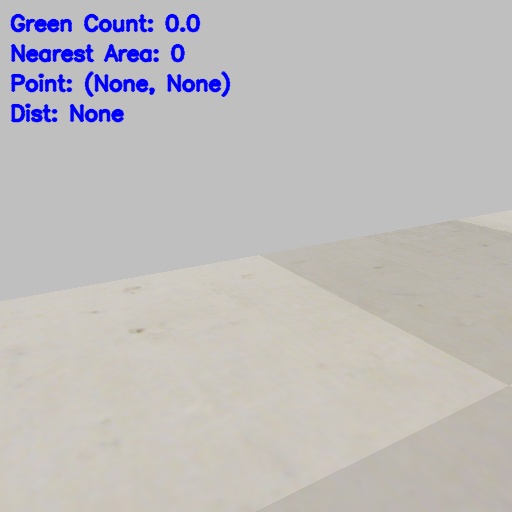 Green Count: 0.0
Nearest Area: 0
Point: (None, None)
Dist: None